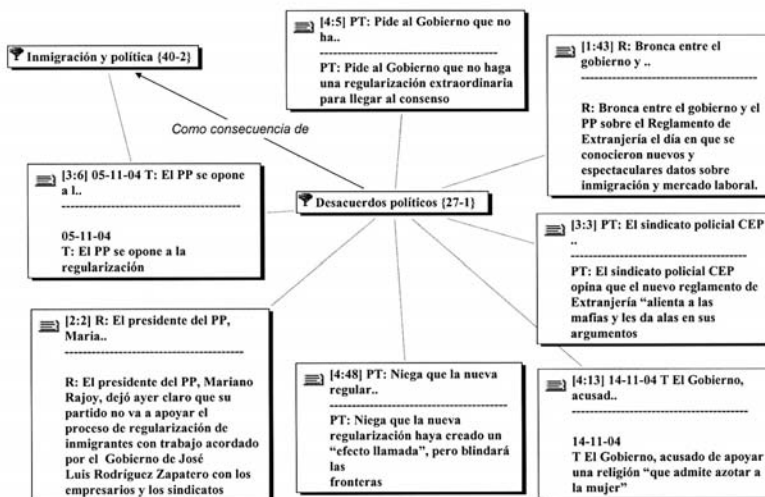 [4:5] PT: Pide al Gobierno que no
ha..
----------------------------------------
PT: Pide al Gobierno que no haga
una regularización extraordinaria
para llegar al consenso
Inmigración y política {40-2}
[1:43] R: Bronca entre el
gobierno y ..
----------------------------------------
R: Bronca entre el gobierno y el
PP sobre el Reglamento de
Extranjería el día en que se
conocieron nuevos y
espectaculares datos sobre
inmigración y mercado laboral.
Como consecuencia de
[3:6] 05-11-04 T: El PP se opone
a l..
----------------------------------------
05-11-04
T: El PP se opone a la
regularización
Desacuerdos políticos {27-1}
[3:3] PT: El sindicato policial CEP
..
----------------------------------------
PT: El sindicato policial CEP
opina que el nuevo reglamento de
Extranjería “alienta a las
mafias y les da alas en sus
argumentos
[2:2] R: El presidente del PP,
Maria..
----------------------------------------
R: El presidente del PP, Mariano
Rajoy, dejó ayer claro que su
partido no va a apoyar el
proceso de regularización de
inmigrantes con trabajo acordado
por el Gobierno de José
Luis Rodríguez Zapatero con los
empresarios y los sindicatos
[4:48] PT: Niega que la nueva
regular..
----------------------------------------
PT: Niega que la nueva
regularización haya creado un
“efecto llamada”, pero blindará
las
fronteras
[4:13] 14-11-04 T El Gobierno,
acusad..
----------------------------------------
14-11-04
T El Gobierno, acusado de apoyar
una religión “que admite azotar a
la mujer”